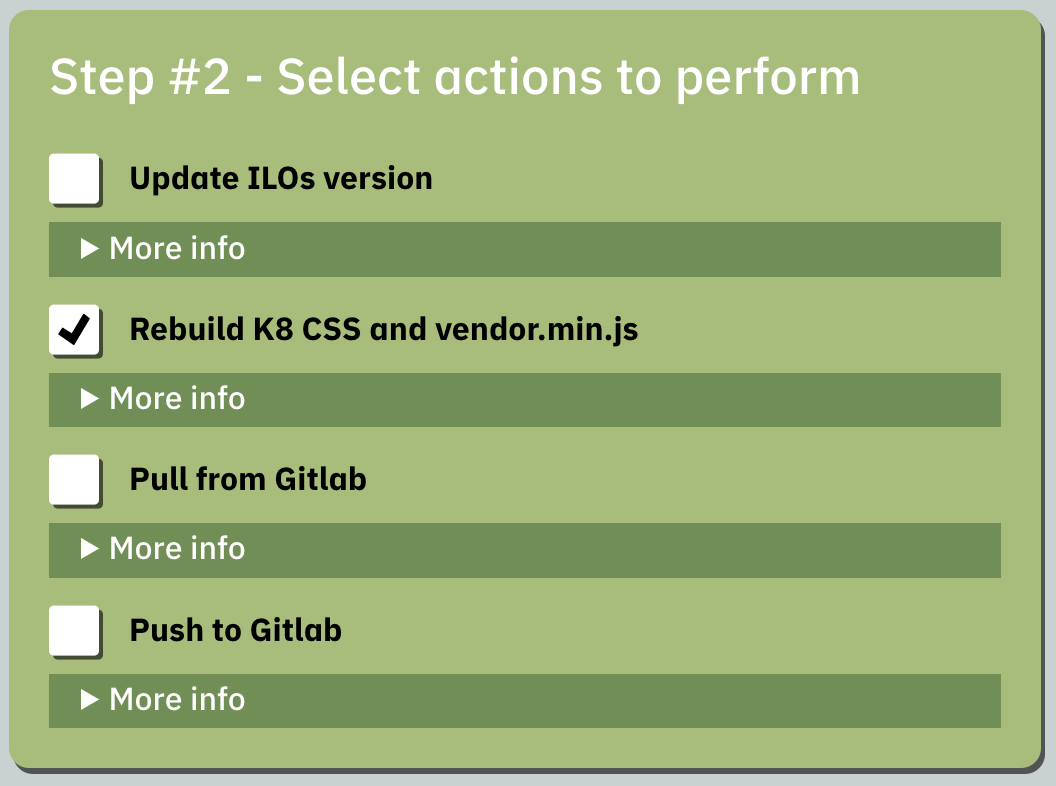 Step #2 - Select actions to perform
Update ILOs version
More info
Rebuild K8 CSS and vendor.min.js
More info
Pull from Gitlab
More info
Push to Gitlab
More info